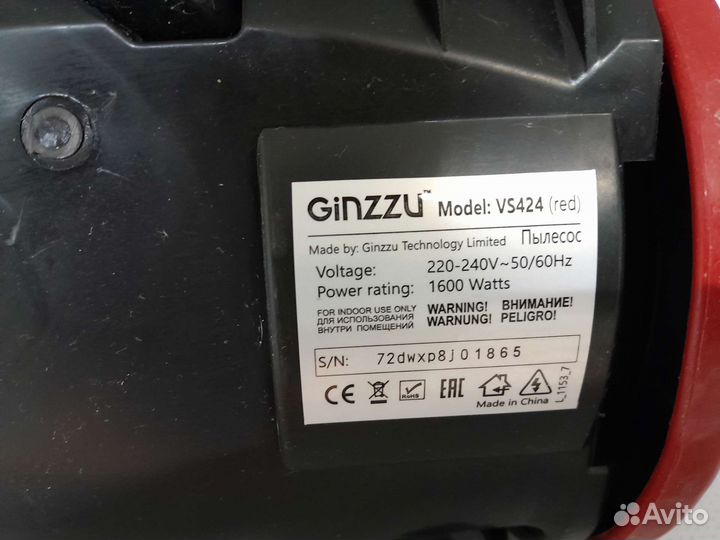 GiNZZU™ Model: VS424 (red)
Made by: Ginzzu Technology Limited Пылесос
Voltage: 220-240V~50/60Hz
Power rating: 1600 Watts
FOR INDOOR USE ONLY WARNING! ВНИМАНИЕ!
ДЛЯ ИСПОЛЬЗОВАНИЯ WARNUNG! PELIGRO!
ВНУТРИ ПОМЕЩЕНИЙ
S/N: 72dwxp8j01865
CE RoHS EAC
Made in China
L_1153_7
Avito